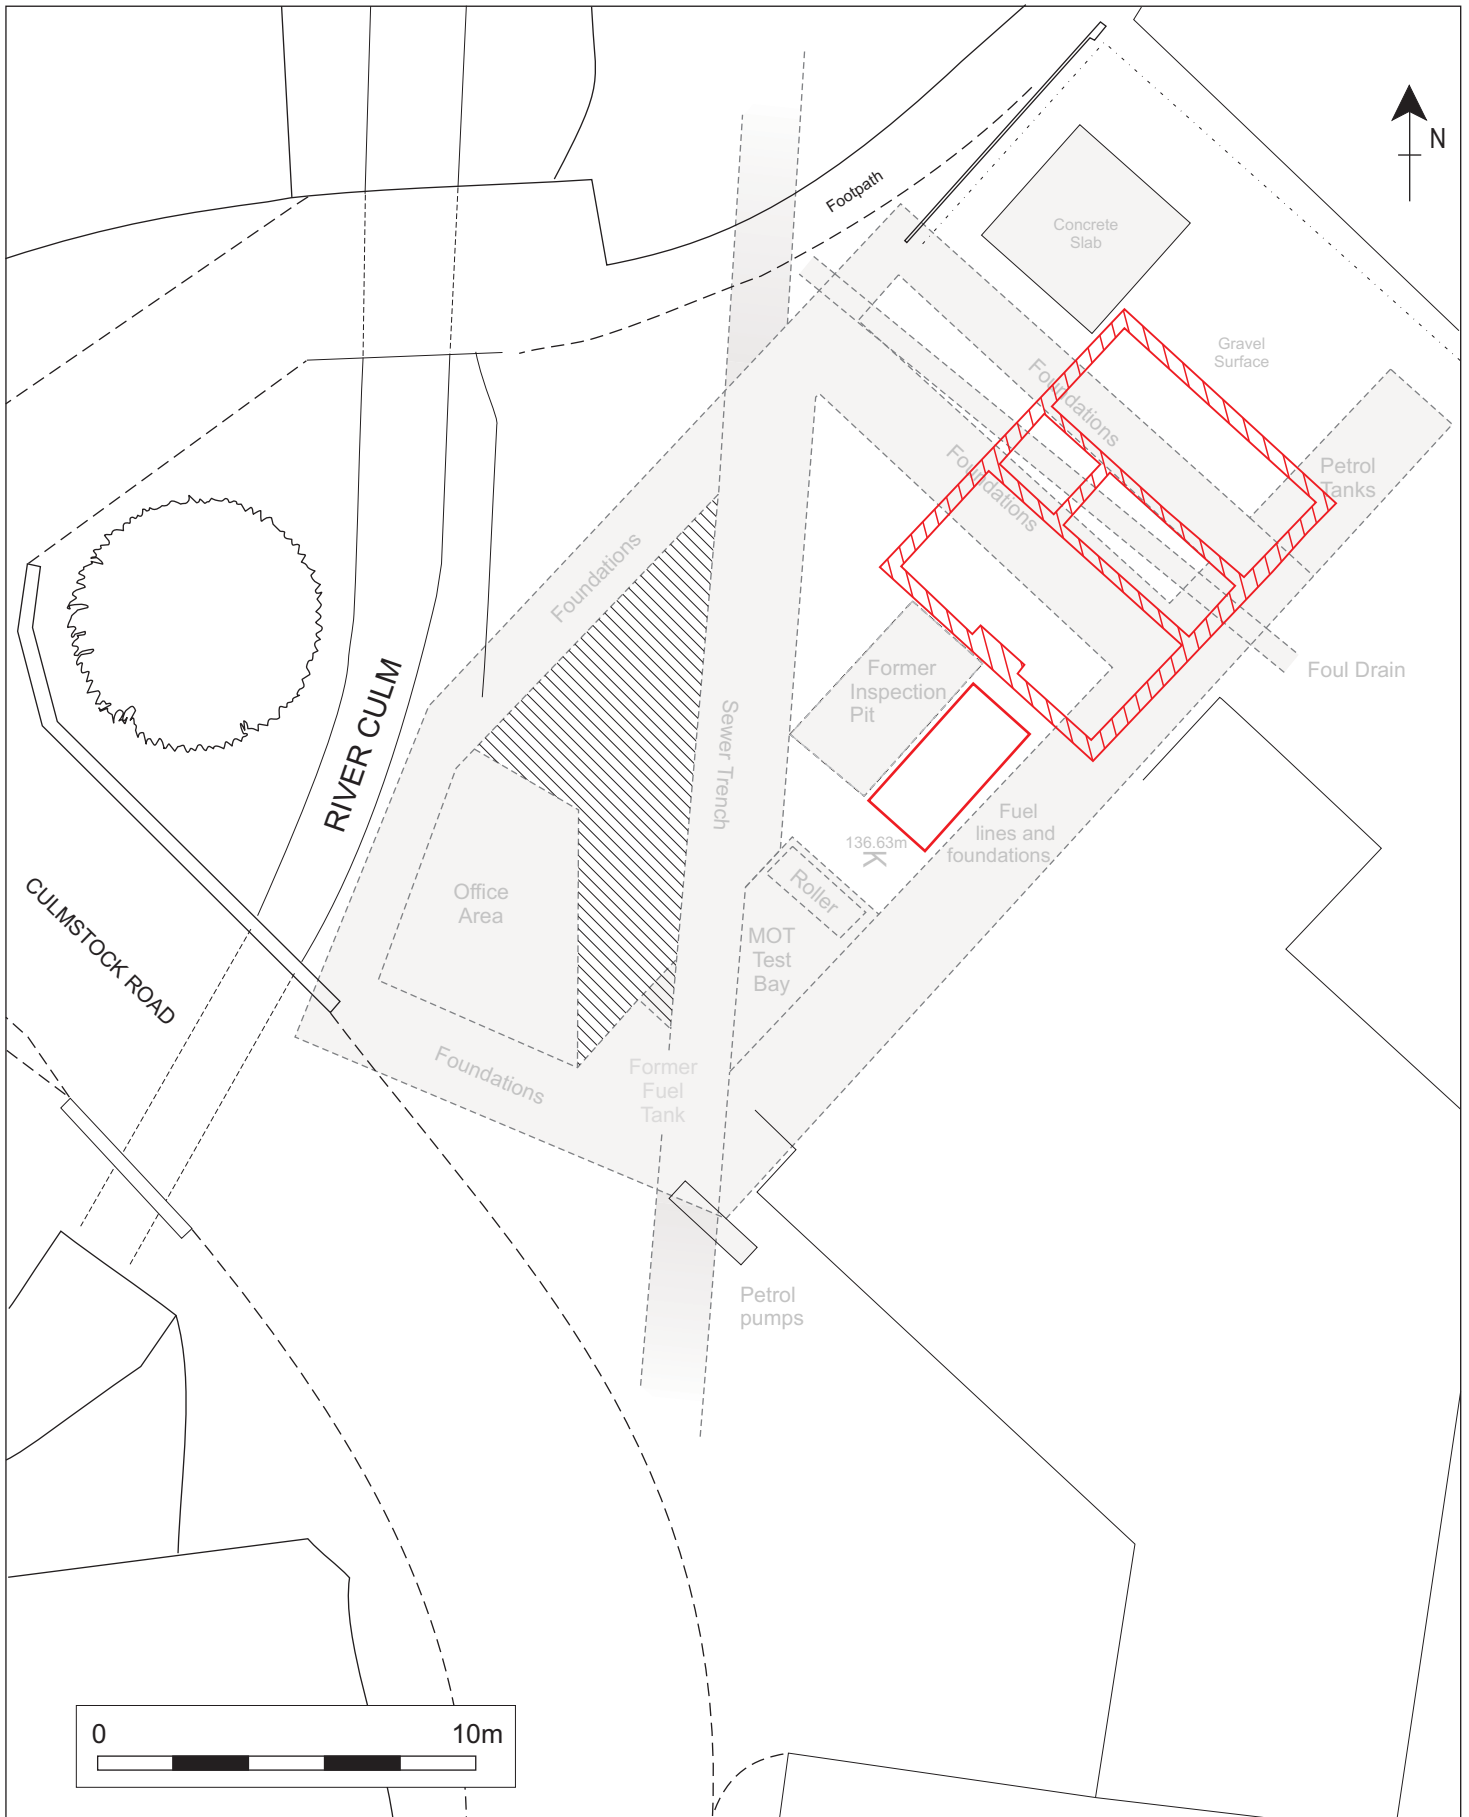 N
Footpath
Concrete
Slab
Gravel
Surface
Foundations
Foundations
Petrol
Tanks
Foundations
Former
Inspection
Pit
Foul Drain
RIVER CULM
Sewer Trench
Fuel
lines and
foundations
136.63m
Roller
Office
Area
MOT
Test
Bay
CULMSTOCK ROAD
Foundations
Former
Fuel
Tank
Petrol
pumps
0 10m